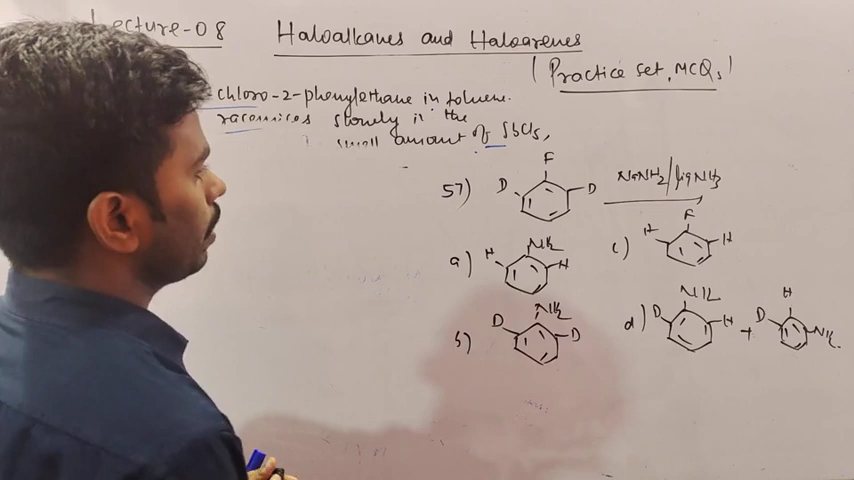 Lecture-08
Haloalkanes and Haloarenes
(Practice Set, MCQs)
chloro-2-phenylethane in toluene.
racemices slowly in the
small amount of SbCl5,
57) D F D NaNH2/liq NH3
a) H NH2 H
c) H F H
b) D NH2 D
d) D NH2 H + D H NH2